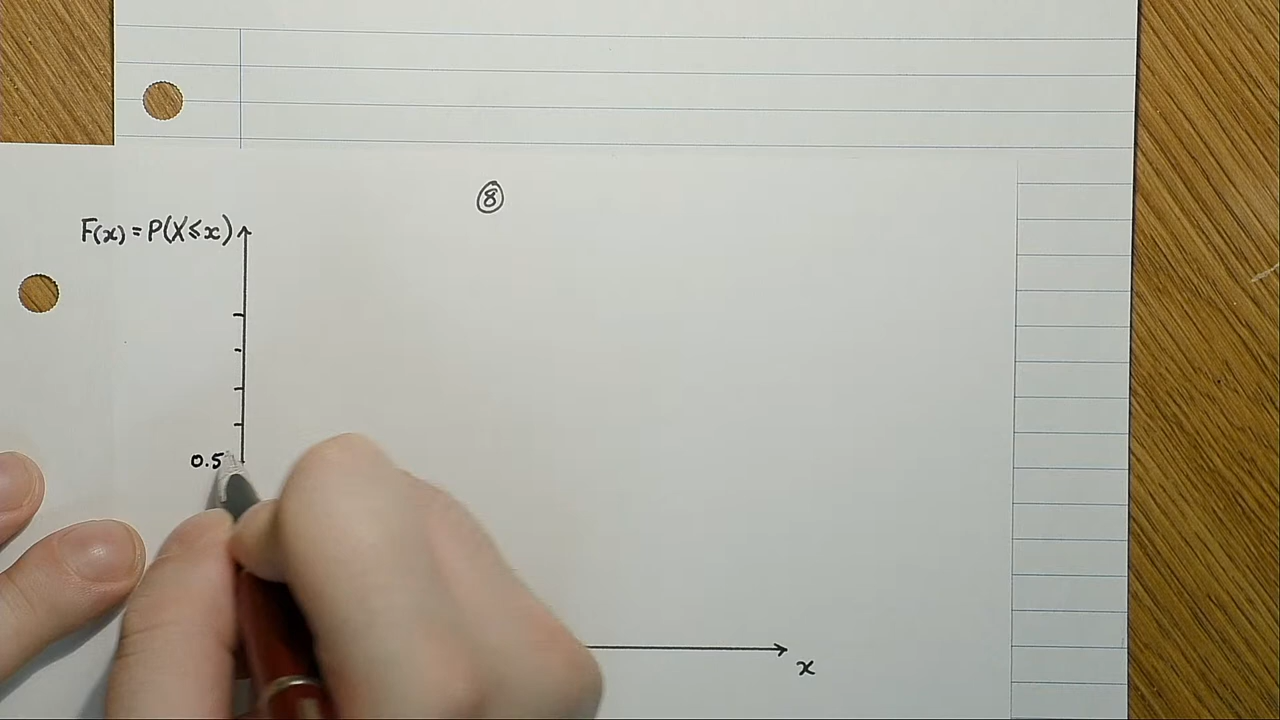 ⑧
F(x) = P(X≤x)
0.5
x